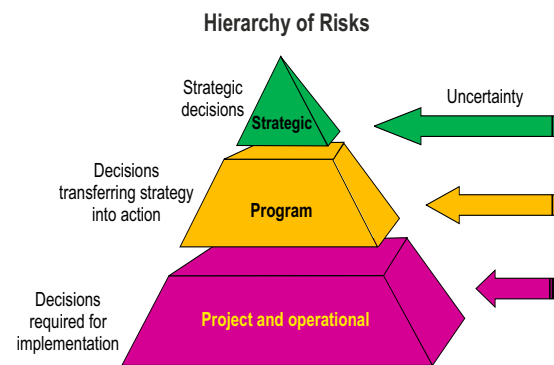 Hierarchy of Risks
Strategic
decisions
Strategic
Uncertainty
Decisions
transferring strategy
into action
Program
Decisions
required for
implementation
Project and operational